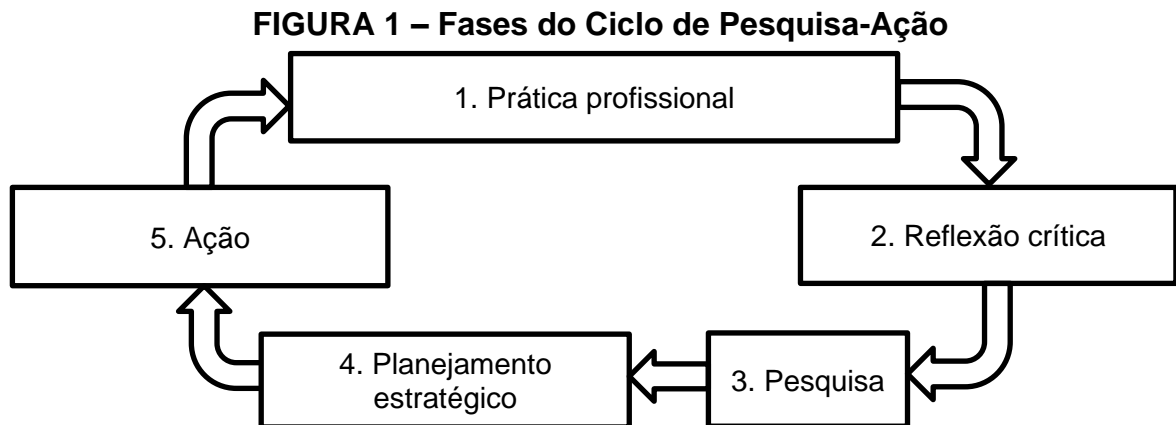 FIGURA 1 – Fases do Ciclo de Pesquisa-Ação
1. Prática profissional
2. Reflexão crítica
3. Pesquisa
4. Planejamento
estratégico
5. Ação